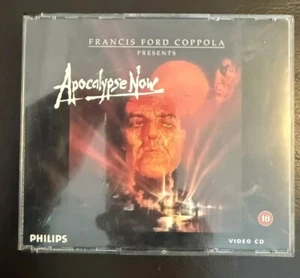 FRANCIS FORD COPPOLA
PRESENTS
Apocalypse Now
18
PHILIPS
VIDEO CD